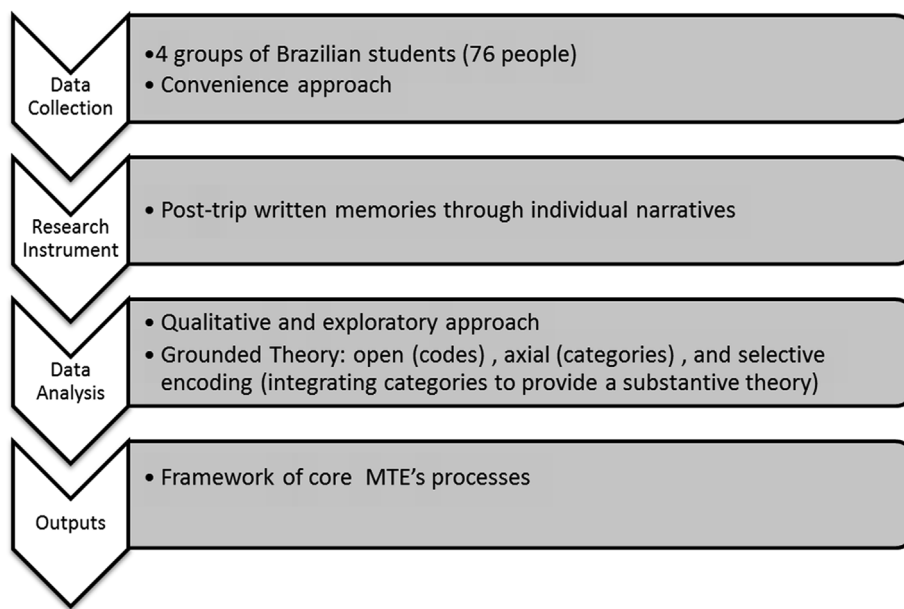 Data
Collection
•4 groups of Brazilian students (76 people)
• Convenience approach
Research
Instrument
• Post-trip written memories through individual narratives
Data
Analysis
• Qualitative and exploratory approach
• Grounded Theory: open (codes) , axial (categories) , and selective
encoding (integrating categories to provide a substantive theory)
Outputs
• Framework of core MTE’s processes